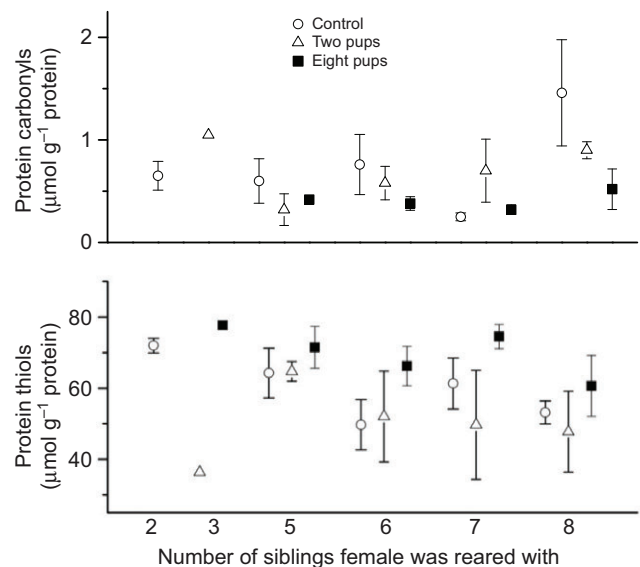 Control
Two pups
Eight pups
Protein carbonyls
(μmol g⁻¹ protein)
2
1
0
Protein thiols
(μmol g⁻¹ protein)
80
60
40
2 3 5 6 7 8
Number of siblings female was reared with